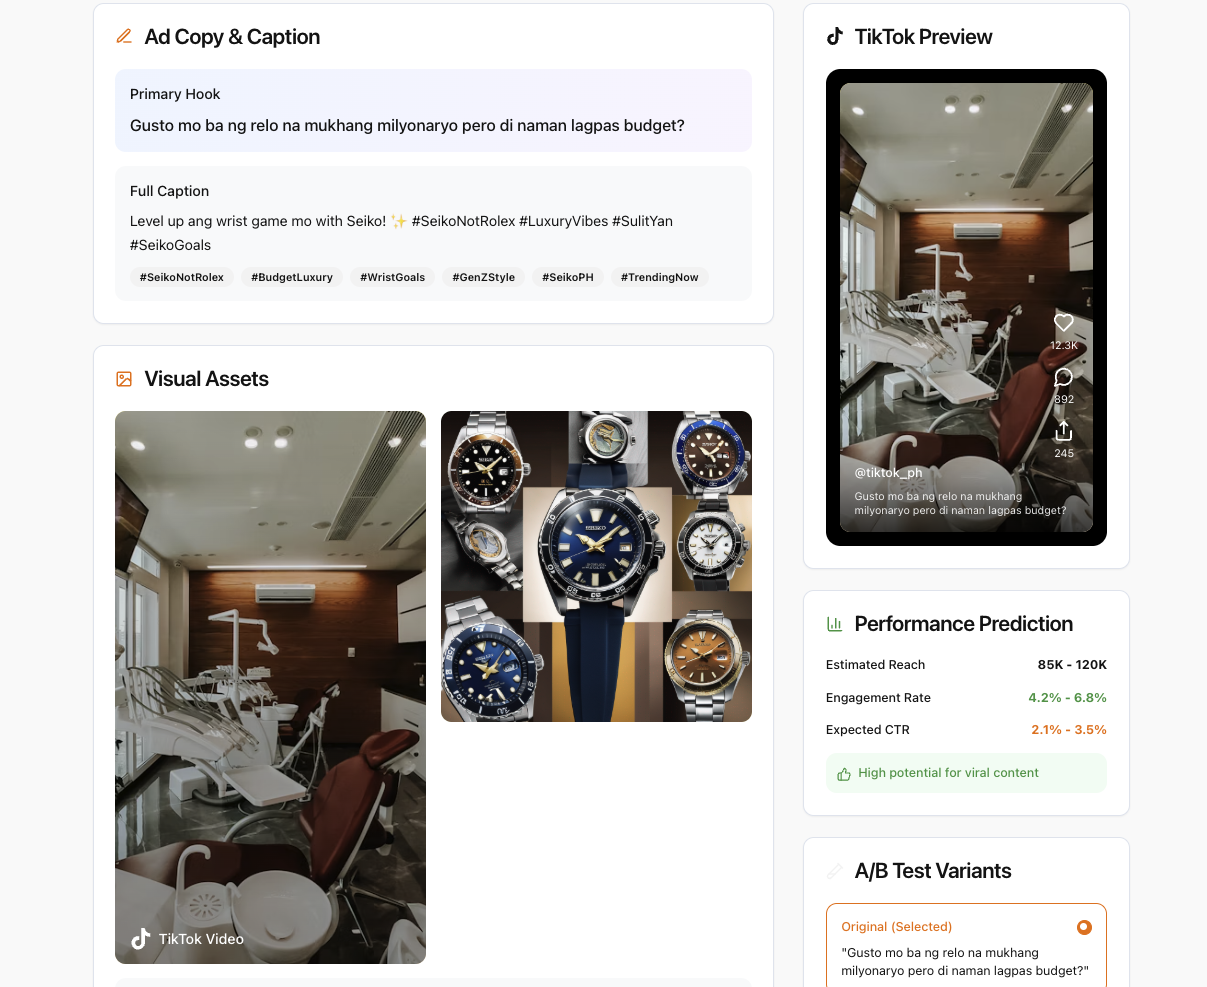 Ad Copy & Caption
Primary Hook
Gusto mo ba ng relo na mukhang milyonaryo pero di naman lagpas budget?
Full Caption
Level up ang wrist game mo with Seiko! ✨ #SeikoNotRolex #LuxuryVibes #SulitYan
#SeikoGoals
#SeikoNotRolex #BudgetLuxury #WristGoals #GenZStyle #SeikoPH #TrendingNow
Visual Assets
TikTok Video
TikTok Preview
12.3K
892
245
@tiktok_ph
Gusto mo ba ng relo na mukhang
milyonaryo pero di naman lagpas budget?
Performance Prediction
Estimated Reach 85K - 120K
Engagement Rate 4.2% - 6.8%
Expected CTR 2.1% - 3.5%
High potential for viral content
A/B Test Variants
Original (Selected)
"Gusto mo ba ng relo na mukhang
milyonaryo pero di naman lagpas budget?"